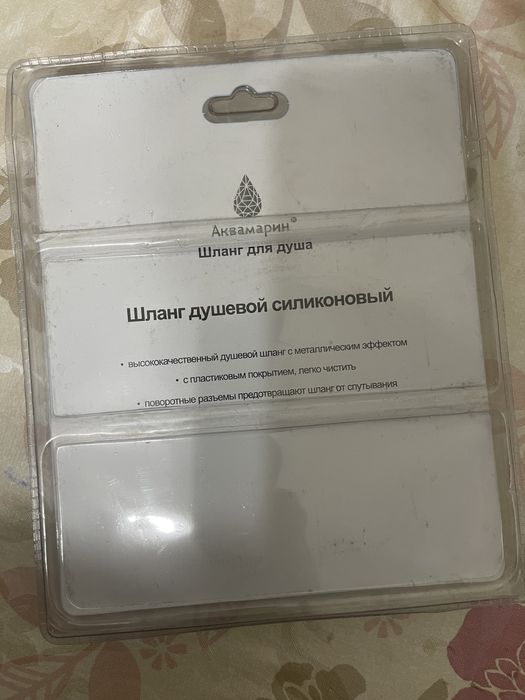 Аквамарин®
Шланг для душа
Шланг душевой силиконовый
• высококачественный душевой шланг с металлическим эффектом
• с пластиковым покрытием, легко чистить
• поворотные разъемы предотвращают шланг от спутывания